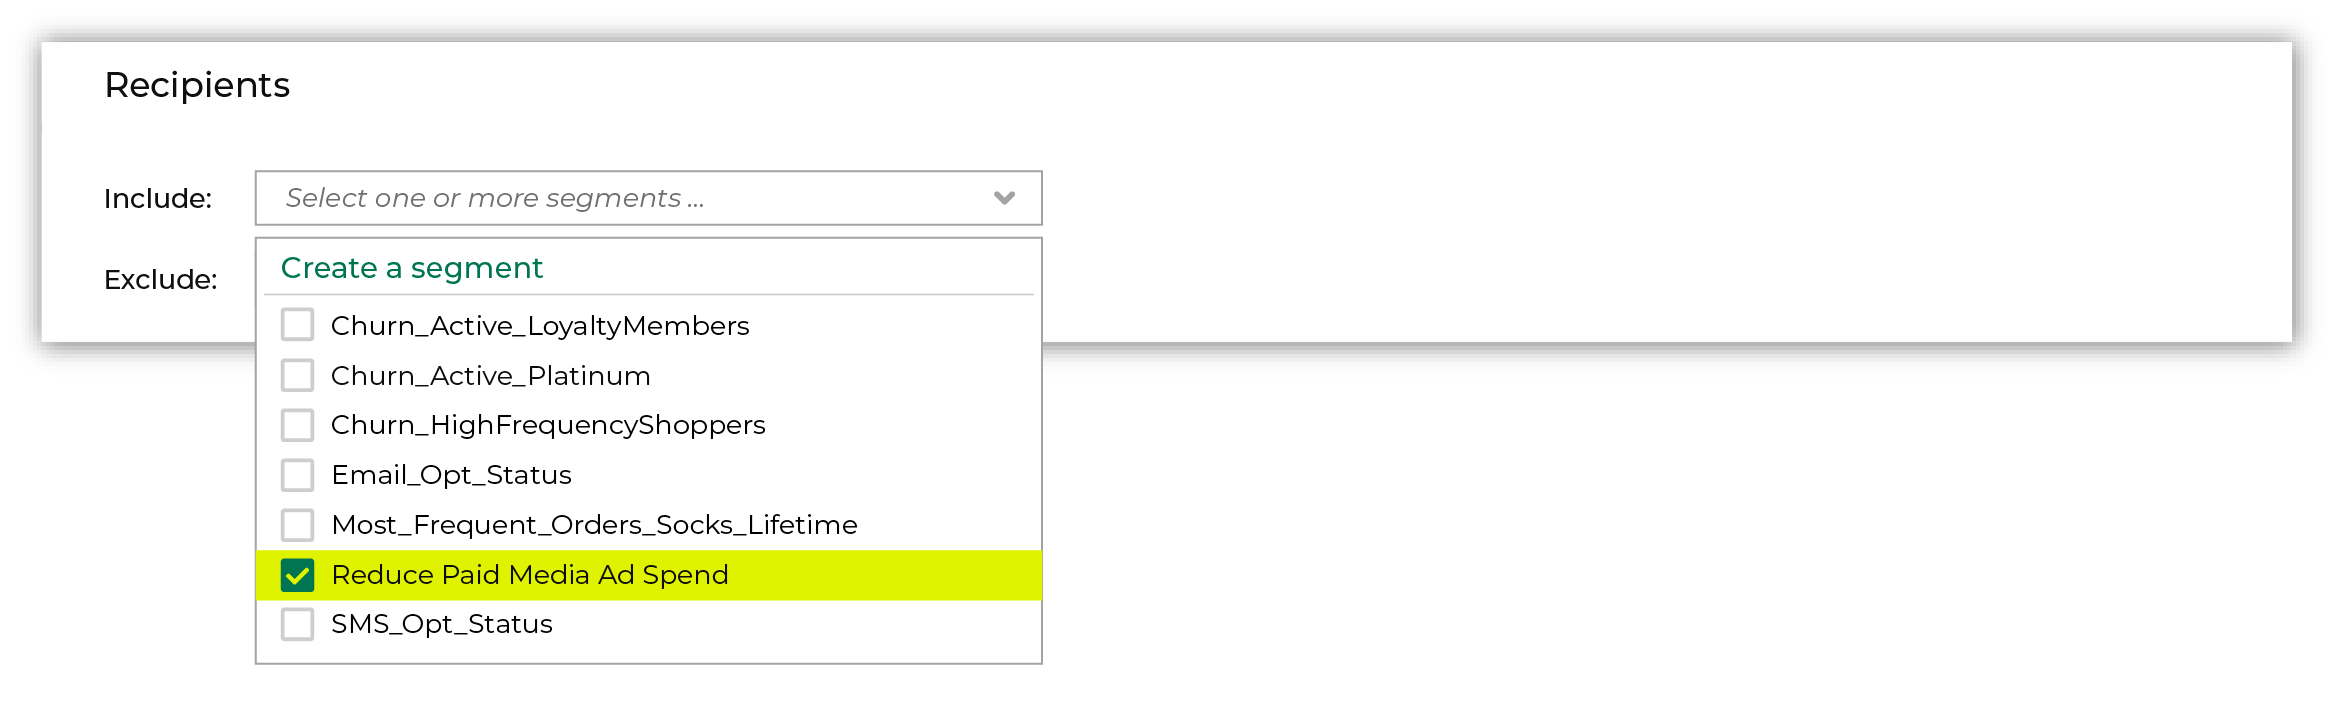 Recipients
Include:
Select one or more segments ...
Exclude:
Create a segment
Churn_Active_LoyaltyMembers
Churn_Active_Platinum
Churn_HighFrequencyShoppers
Email_Opt_Status
Most_Frequent_Orders_Socks_Lifetime
Reduce Paid Media Ad Spend
SMS_Opt_Status